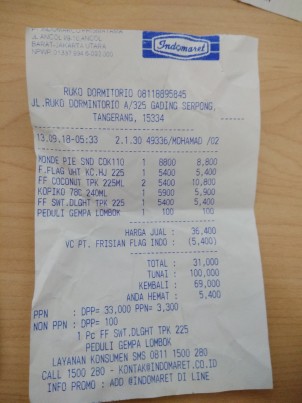 Indomaret
JL.ANCOL
RUKO DORMITORIO 08118895845
JL.RUKO DORMINTORIO A/325 GADING SERPONG,
TANGERANG, 15334
13.09.18-05:33 2.1.30 49336/MOHAMAD /02
KONDE PIE SND COK110 1 8800 8,800
F.FLAG UHT KC.HJ 225 1 5400 5,400
FF COCONUT TPK 225ML 2 5400 10,800
KOPIKO 78C 240ML 1 5900 5,900
FF SWT.DLGHT TPK 225 1 5400 5,400
PEDULI GEMPA LOMBOK 1 100 100
HARGA JUAL : 36,400
VC PT. FRISIAN FLAG INDO : (5,400)
TOTAL : 31,000
TUNAI : 100,000
KEMBALI : 69,000
ANDA HEMAT : 5,400
PPN : DPP= 33,000 PPN= 3,300
NON PPN : DPP= 100
1 Pc FF SWT.DLGHT TPK 225
PEDULI GEMPA LOMBOK
LAYANAN KONSUMEN SMS 0811 1500 280
CALL 1500 280 - KONTAK@INDOMARET.CO.ID
INFO PROMO : ADD @INDOMARET DI LINE